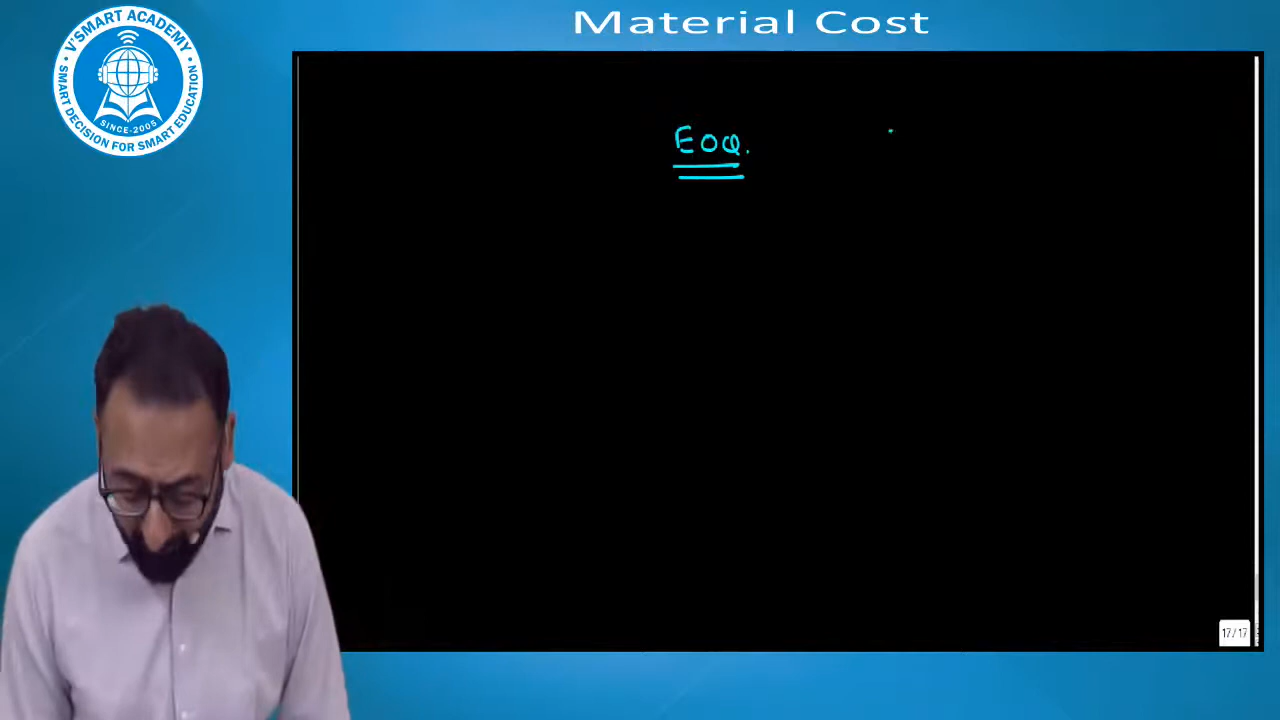 Material Cost
V'SMART ACADEMY
SMART DECISION FOR SMART EDUCATION
SINCE-2005
EOQ.
17/17